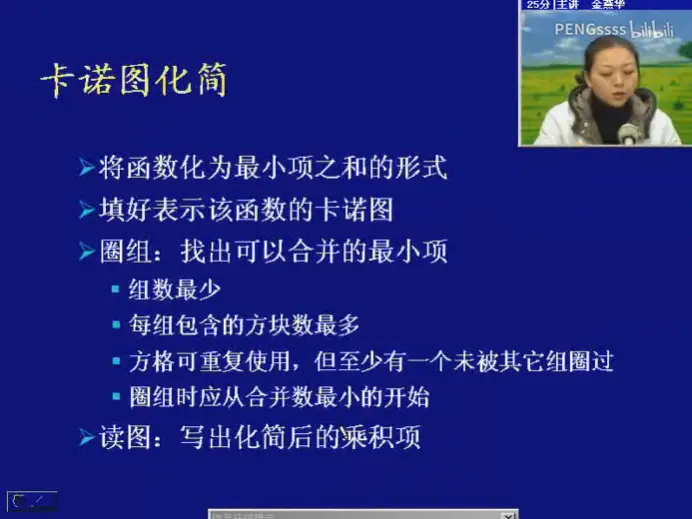 25分 主讲 金燕华
PENGssss bilibili
卡诺图化简
➢将函数化为最小项之和的形式
➢填好表示该函数的卡诺图
➢圈组：找出可以合并的最小项
▪ 组数最少
▪ 每组包含的方块数最多
▪ 方格可重复使用，但至少有一个未被其它组圈过
▪ 圈组时应从合并数最小的开始
➢读图：写出化简后的乘积项